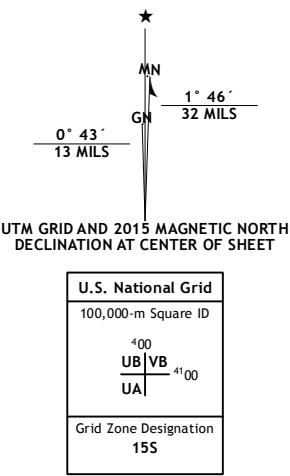 ★
MN
1° 46´
32 MILS
GN
0° 43´
13 MILS
UTM GRID AND 2015 MAGNETIC NORTH
DECLINATION AT CENTER OF SHEET
U.S. National Grid
100,000-m Square ID
400
UB VB
4100
UA
Grid Zone Designation
15S